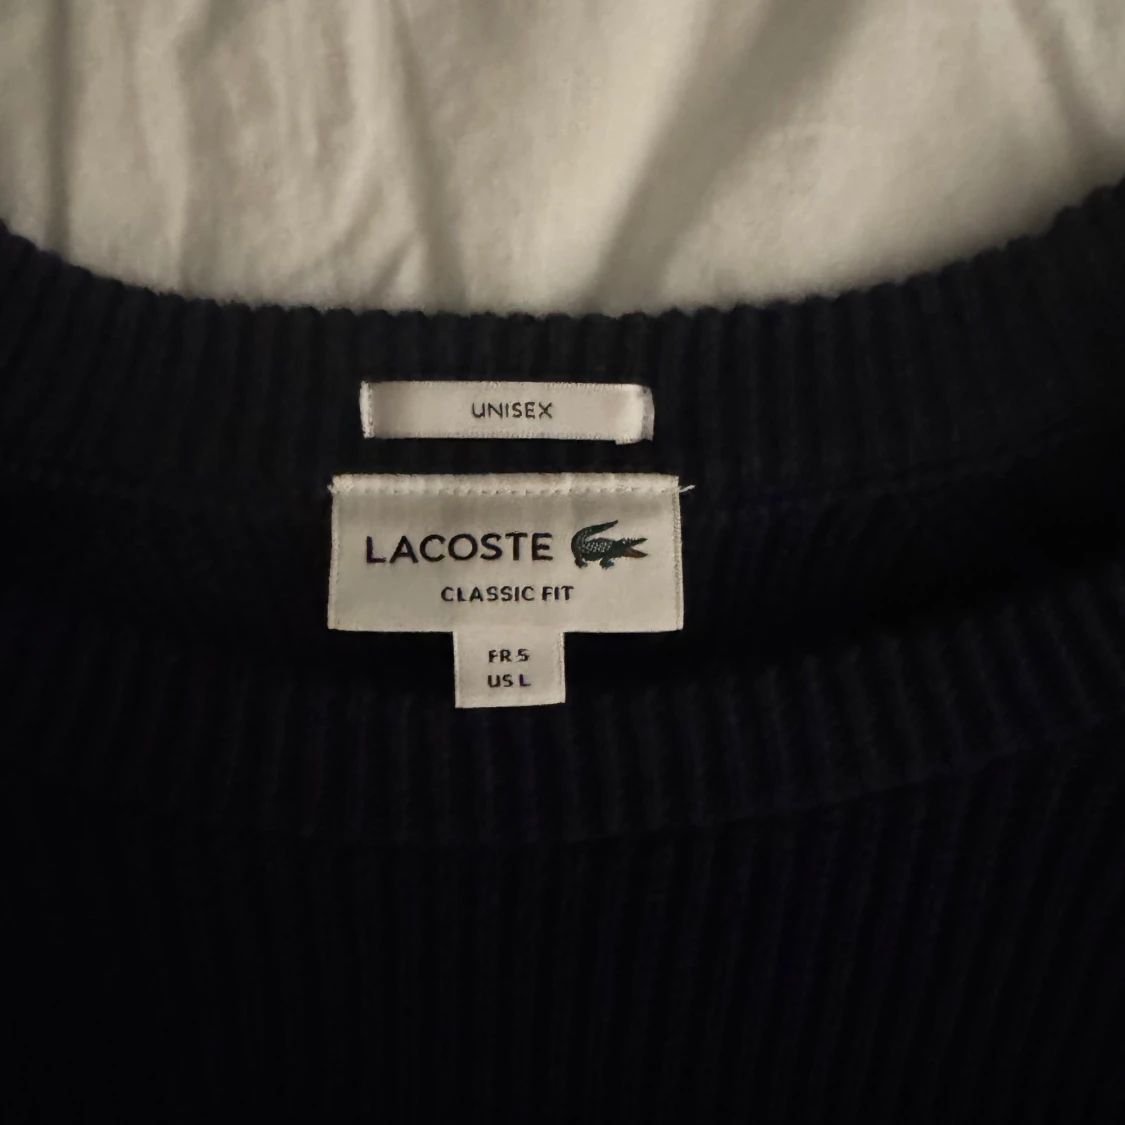 UNISEX
LACOSTE
CLASSIC FIT
FR 5
US L